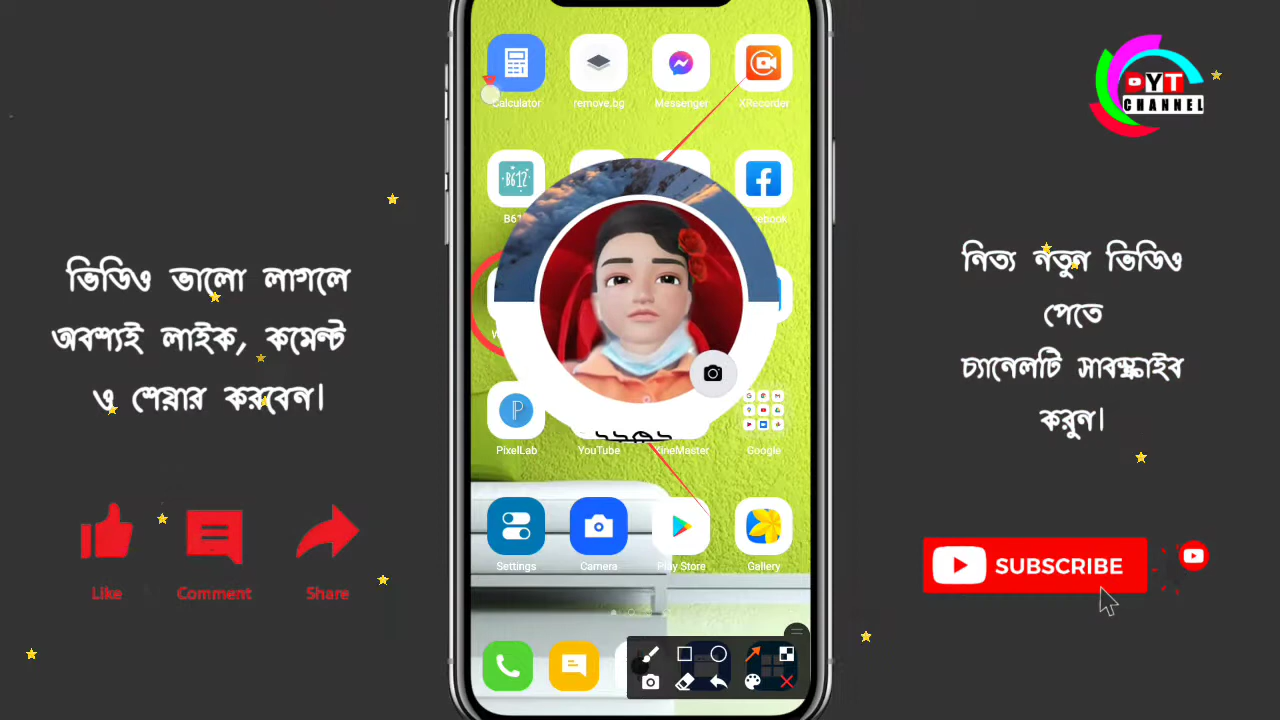 Calculator
remove.bg
Messenger
XRecorder
YT
CHANNEL
B612
ভিডিও ভালো লাগলে
অবশ্যই লাইক, কমেন্ট
ও শেয়ার করবেন।
নিত্য নতুন ভিডিও
পেতে
চ্যানেলটি সাবস্ক্রাইব
করুন।
PixelLab
YouTube
KineMaster
Google
Settings
Camera
Play Store
Gallery
Like
Comment
Share
SUBSCRIBE